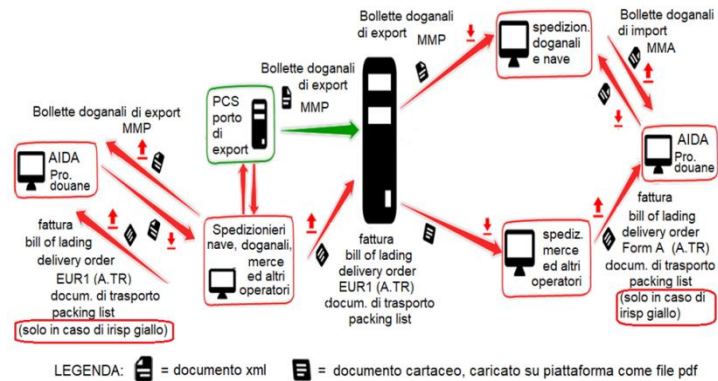 Bollette doganali
di export
MMP
spedizion.
doganali
e nave
Bollette doganali
di import
MMA
Bollette doganali
di export
MMP
PCS
porto
di
export
Bollette doganali di export
MMP
AIDA
Pro.
douane
AIDA
Pro.
douane
fattura
bill of lading
delivery order
EUR1 (A.TR)
docum. di trasporto
packing list
(solo in caso di irisp giallo)
Spedizionieri
nave, doganali,
merce
ed altri
operatori
fattura
bill of lading
delivery order
EUR1 (A.TR)
docum. di trasporto
packing list
spediz.
merce
ed altri
operatori
fattura
bill of lading
delivery order
Form A (A.TR)
docum. di trasporto
packing list
(solo in caso di
irisp giallo)
LEGENDA: = documento xml = documento cartaceo, caricato su piattaforma come file pdf